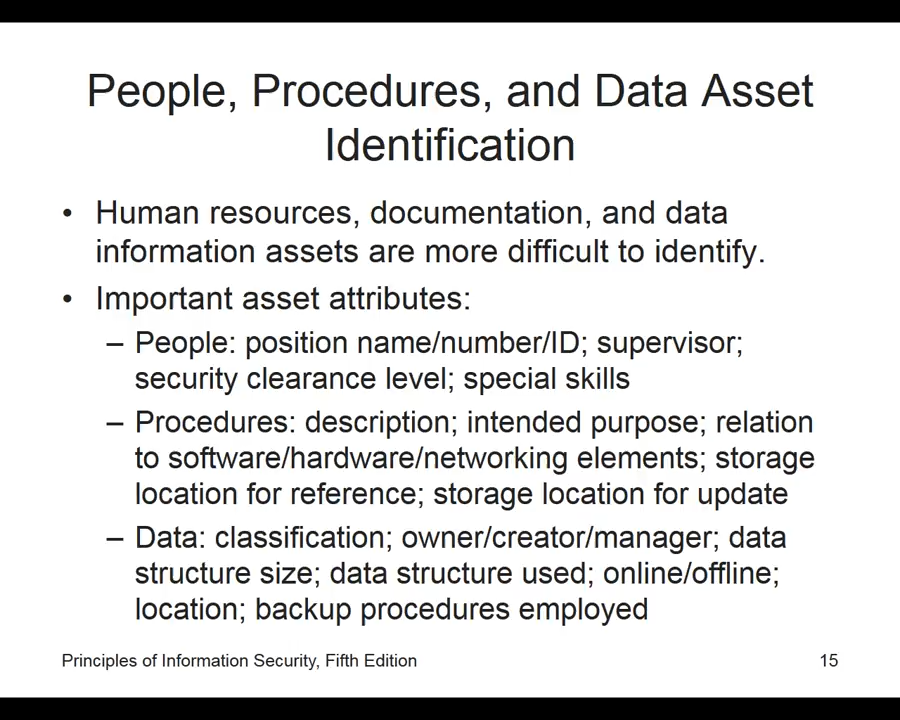 People, Procedures, and Data Asset
Identification
• Human resources, documentation, and data
information assets are more difficult to identify.
• Important asset attributes:
– People: position name/number/ID; supervisor;
security clearance level; special skills
– Procedures: description; intended purpose; relation
to software/hardware/networking elements; storage
location for reference; storage location for update
– Data: classification; owner/creator/manager; data
structure size; data structure used; online/offline;
location; backup procedures employed
Principles of Information Security, Fifth Edition 15